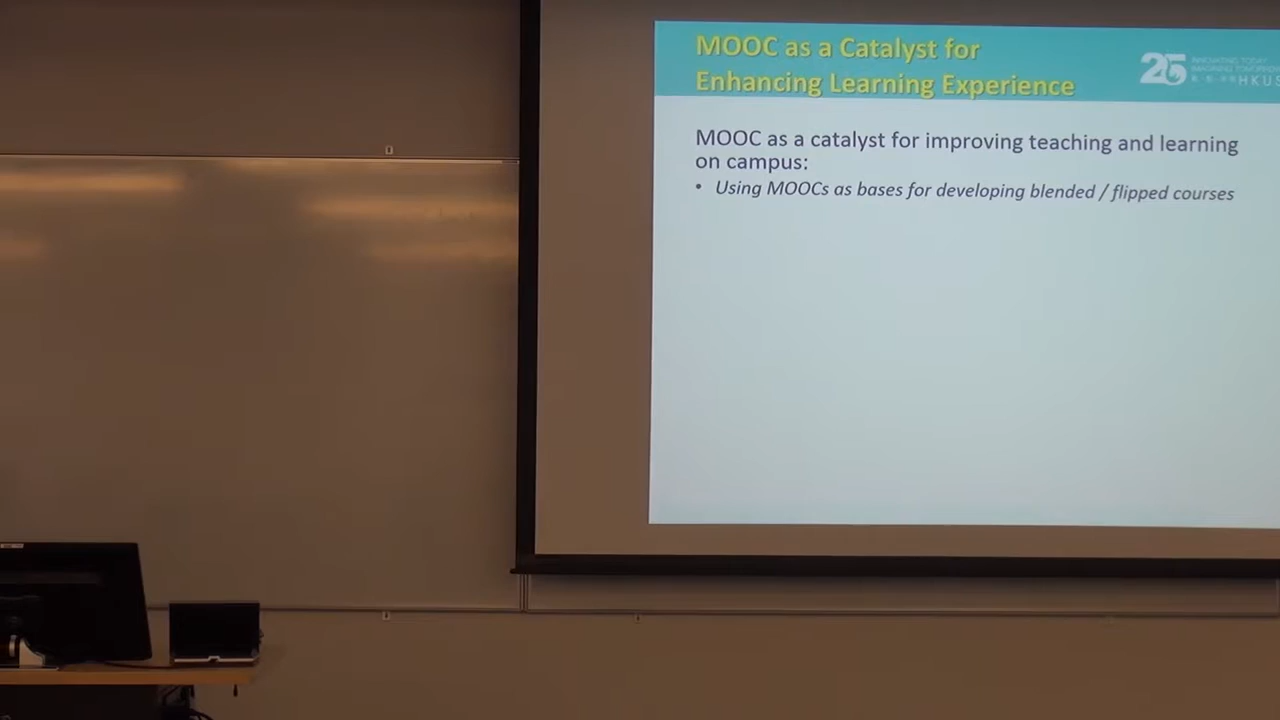 MOOC as a Catalyst for
Enhancing Learning Experience
25
HKUS
MOOC as a catalyst for improving teaching and learning
on campus:
• Using MOOCs as bases for developing blended / flipped courses